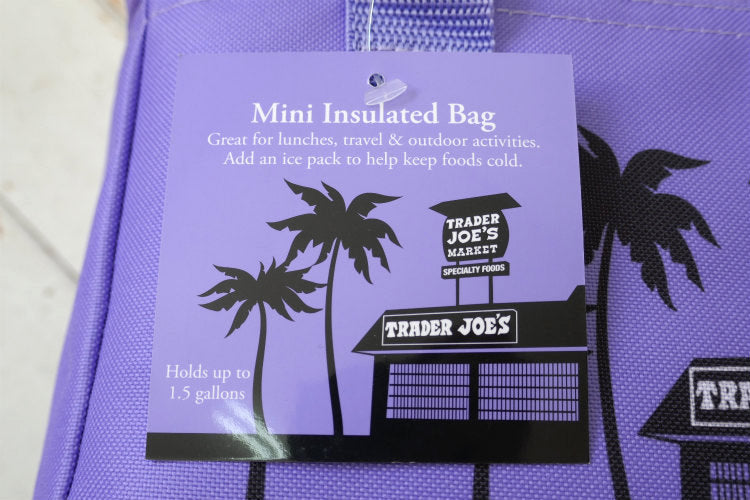 Mini Insulated Bag
Great for lunches, travel & outdoor activities.
Add an ice pack to help keep foods cold.
TRADER
JOE'S
MARKET
SPECIALTY FOODS
TRADER JOE'S
Holds up to
1.5 gallons